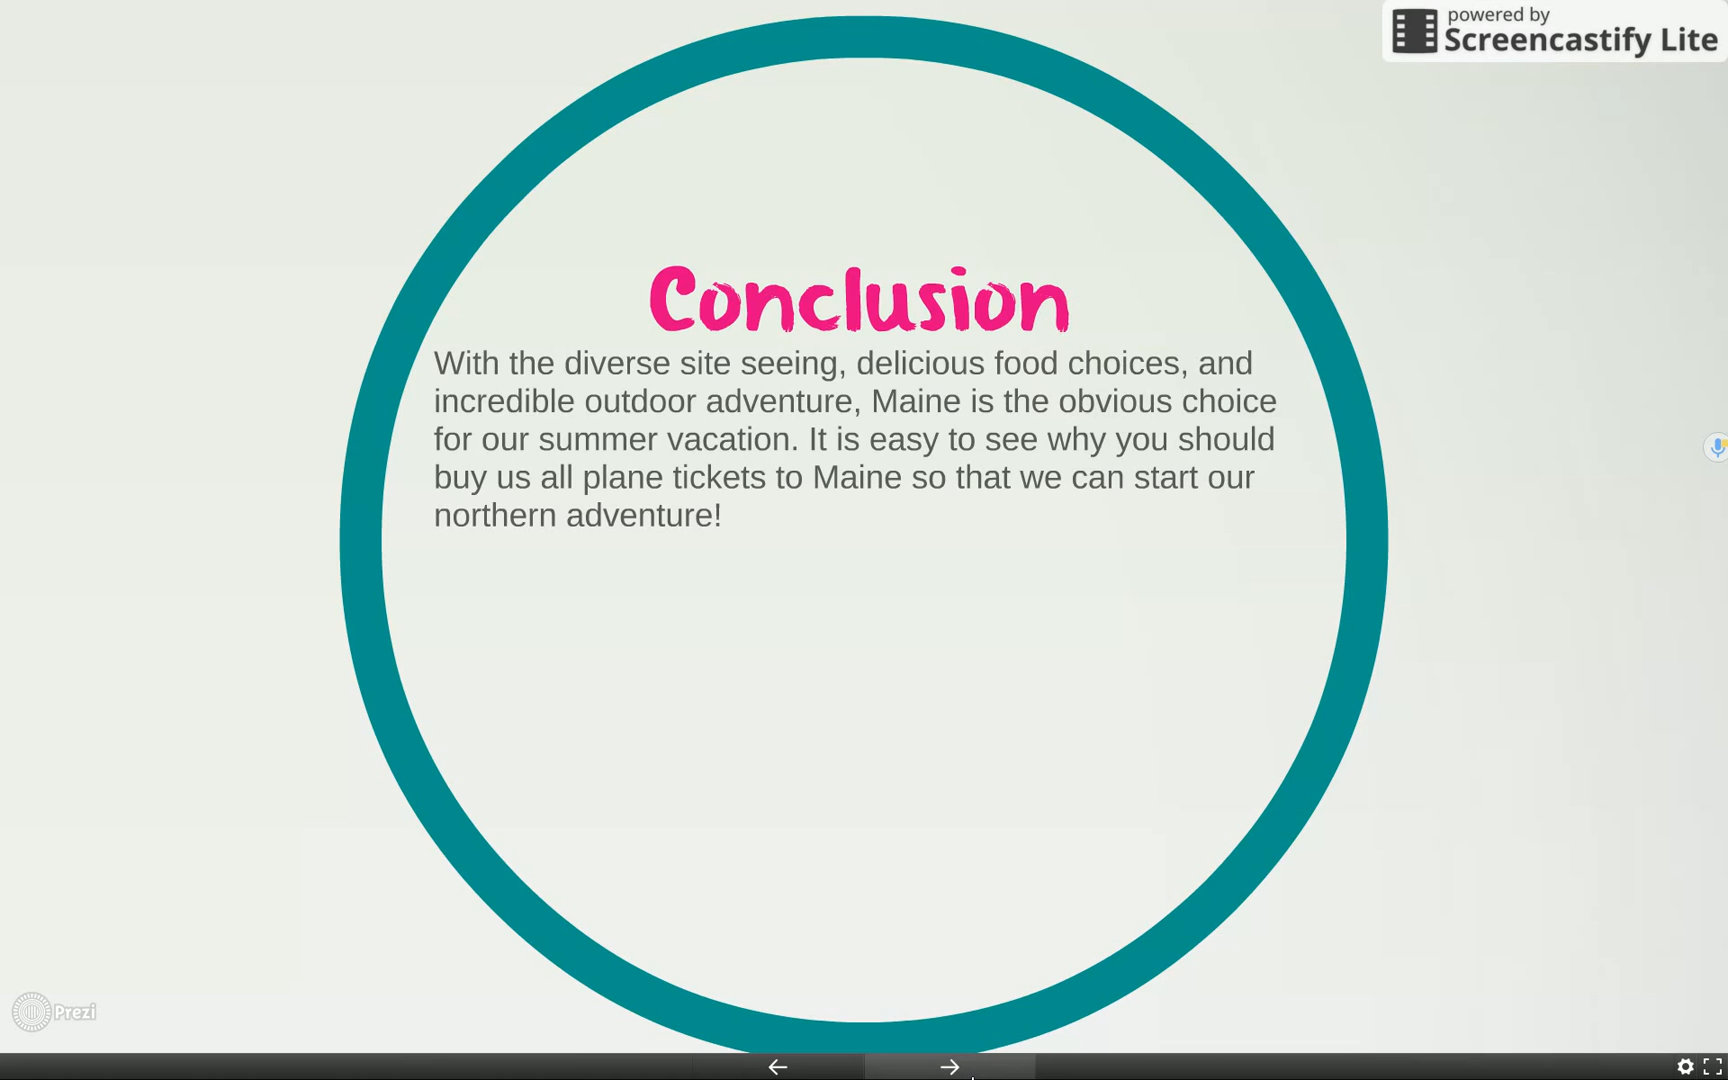 powered by
Screencastify Lite
Conclusion
With the diverse site seeing, delicious food choices, and
incredible outdoor adventure, Maine is the obvious choice
for our summer vacation. It is easy to see why you should
buy us all plane tickets to Maine so that we can start our
northern adventure!
Prezi